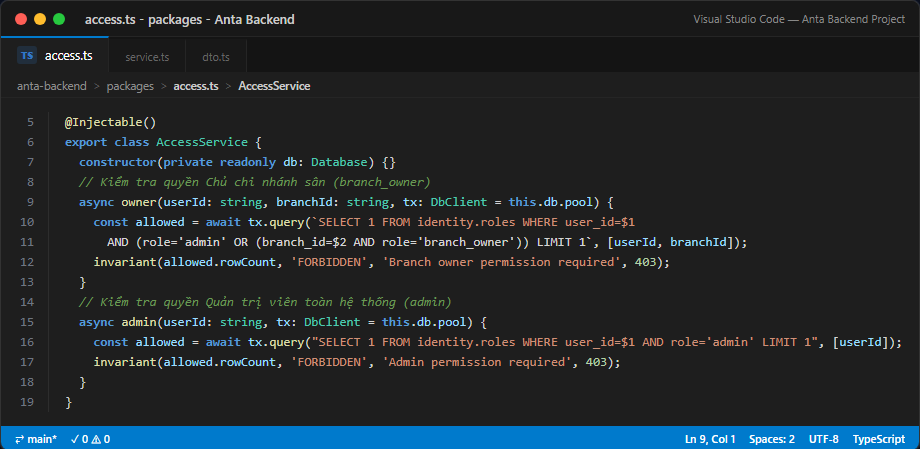 access.ts - packages - Anta Backend
Visual Studio Code — Anta Backend Project
TS access.ts
service.ts
dto.ts
anta-backend > packages > access.ts > AccessService
5 @Injectable()
6 export class AccessService {
7 constructor(private readonly db: Database) {}
8 // Kiểm tra quyền Chủ chi nhánh sân (branch_owner)
9 async owner(userId: string, branchId: string, tx: DbClient = this.db.pool) {
10 const allowed = await tx.query(`SELECT 1 FROM identity.roles WHERE user_id=$1
11 AND (role='admin' OR (branch_id=$2 AND role='branch_owner')) LIMIT 1`, [userId, branchId]);
12 invariant(allowed.rowCount, 'FORBIDDEN', 'Branch owner permission required', 403);
13 }
14 // Kiểm tra quyền Quản trị viên toàn hệ thống (admin)
15 async admin(userId: string, tx: DbClient = this.db.pool) {
16 const allowed = await tx.query("SELECT 1 FROM identity.roles WHERE user_id=$1 AND role='admin' LIMIT 1", [userId]);
17 invariant(allowed.rowCount, 'FORBIDDEN', 'Admin permission required', 403);
18 }
19 }
⇄ main* ✓ 0 ⚠ 0
Ln 9, Col 1 Spaces: 2 UTF-8 TypeScript